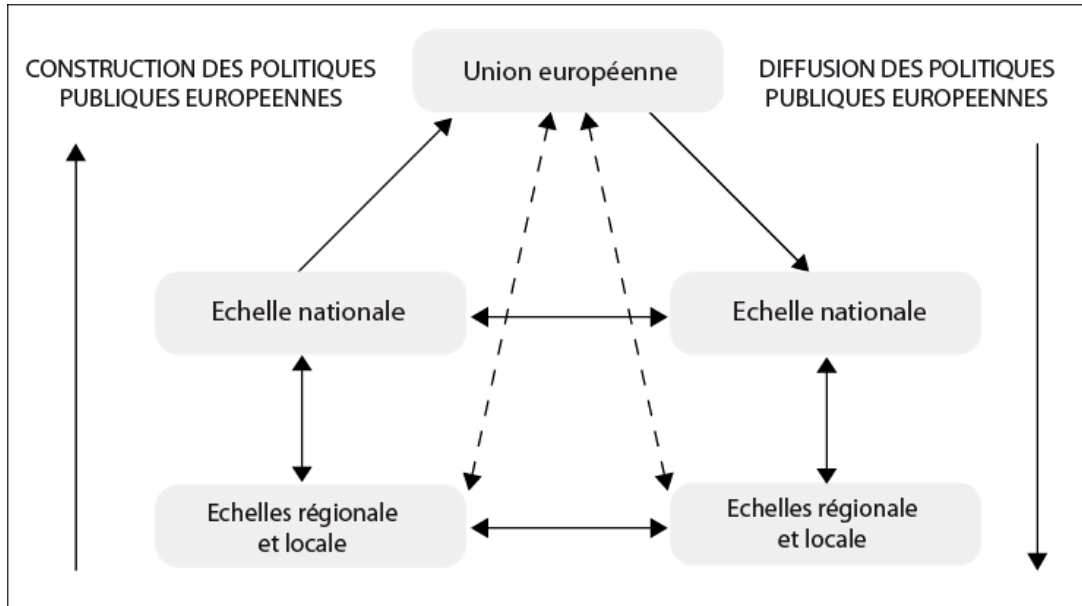 CONSTRUCTION DES POLITIQUES
PUBLIQUES EUROPEENNES
Union européenne
DIFFUSION DES POLITIQUES
PUBLIQUES EUROPEENNES
Echelle nationale
Echelle nationale
Echelles régionale
et locale
Echelles régionale
et locale